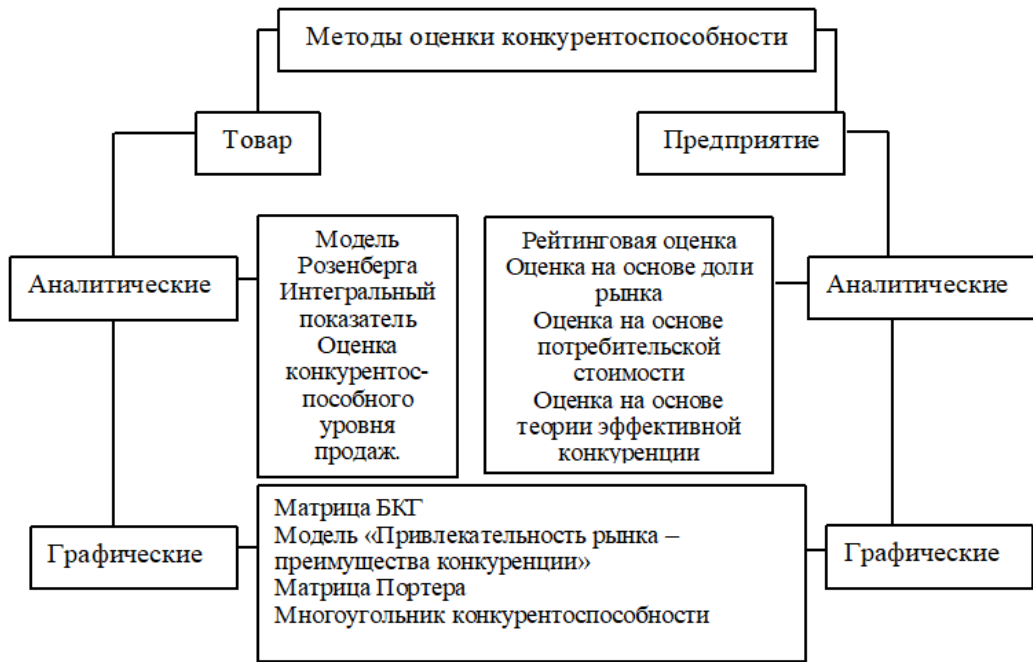 Методы оценки конкурентоспособности
Товар
Предприятие
Аналитические
Модель
Розенберга
Интегральный
показатель
Оценка
конкурентос-
пособного
уровня
продаж.
Рейтинговая оценка
Оценка на основе доли
рынка
Оценка на основе
потребительской
стоимости
Оценка на основе
теории эффективной
конкуренции
Аналитические
Графические
Матрица БКГ
Модель «Привлекательность рынка –
преимущества конкуренции»
Матрица Портера
Многоугольник конкурентоспособности
Графические